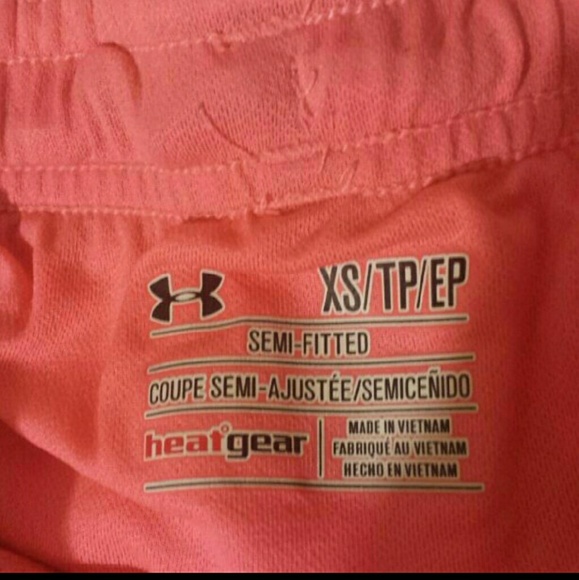 XS/TP/EP
SEMI-FITTED
COUPE SEMI-AJUSTÉE/SEMICEÑIDO
heatgear
MADE IN VIETNAM
FABRIQUÉ AU VIETNAM
HECHO EN VIETNAM